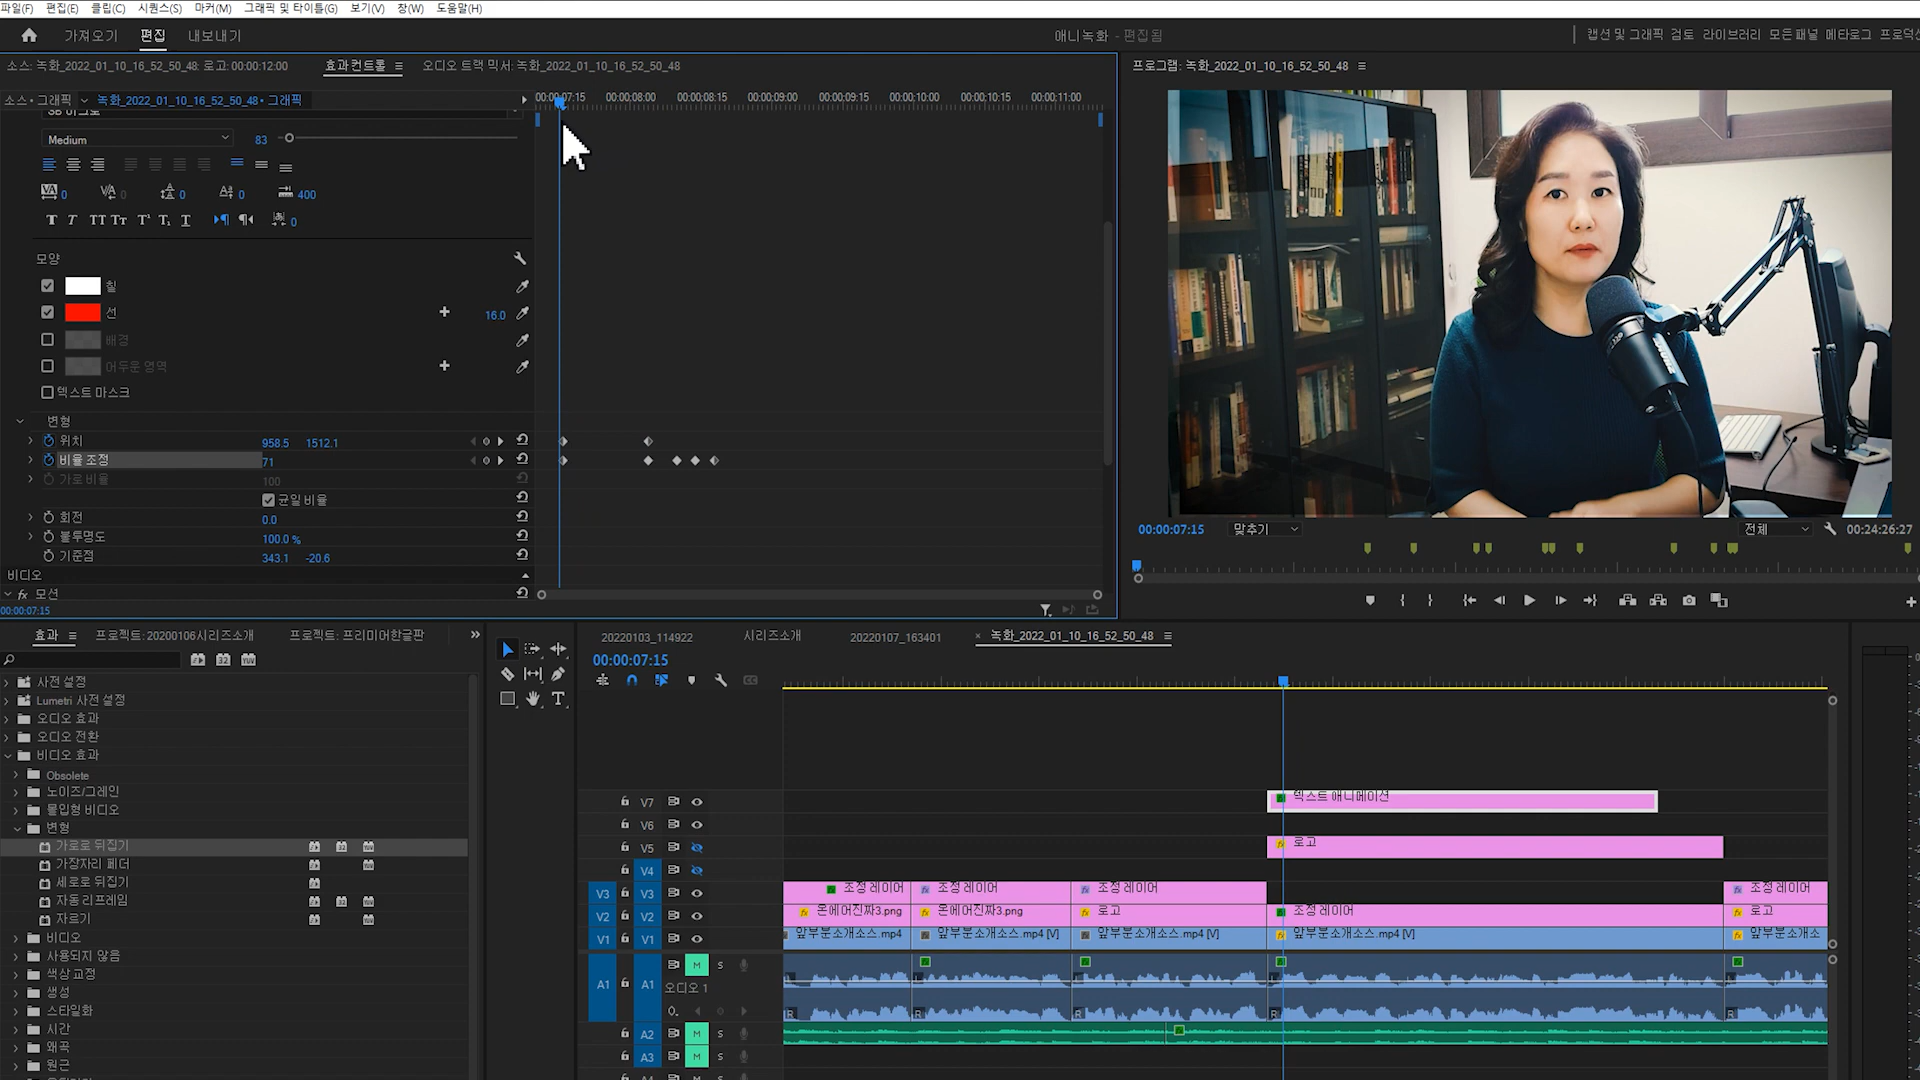 파일(F) 편집(E) 클립(C) 시퀀스(S) 마커(M) 그래픽 및 타이틀(G) 보기(V) 창(W) 도움말(H)
가져오기 편집 내보내기
애니녹화 - 편집됨
캡션 및 그래픽 검토 라이브러리 모든 패널 메타로그
소스: 녹화_2022_01_10_16_52_50_48: 로고: 00:00:12:00
효과 컨트롤
오디오 트랙 믹서: 녹화_2022_01_10_16_52_50_48
프로그램: 녹화_2022_01_10_16_52_50_48
소스 • 그래픽 녹화_2022_01_10_16_52_50_48 • 그래픽
00:00:07:15 00:00:08:00 00:00:08:15 00:00:09:00 00:00:09:15 00:00:10:00 00:00:10:15 00:00:11:00
Medium 83
0 0 0 0 400
0
모양
칠
선 16.0
배경
어두운 영역
텍스트 마스크
변형
위치 958.5 1512.1
비율 조정 71
가로 비율 100
균일 비율
회전 0.0
불투명도 100.0 %
기준점 343.1 -20.6
비디오
fx 모션
00:00:07:15
00:00:07:15 맞추기 전체 00:24:26:27
효과 프로젝트: 20200106시리즈소개 프로젝트: 프리미어한글판
사전 설정
Lumetri 사전 설정
오디오 효과
오디오 전환
비디오 효과
Obsolete
노이즈/그레인
몰입형 비디오
변형
가로로 뒤집기
가장자리 페더
세로로 뒤집기
자동 리프레임
자르기
비디오
사용되지 않음
색상 교정
생성
스타일화
시간
왜곡
원근
20220103_114922 시리즈소개 20220107_163401 녹화_2022_01_10_16_52_50_48
00:00:07:15
V7 텍스트 애니메이션
V6
V5 로고
V4
V3 V3 조정 레이어 조정 레이어 조정 레이어 조정 레이어
V2 V2 온에어진짜3.png 온에어진짜3.png 로고 조정 레이어 로고
V1 V1 앞부분소개소스.mp4 앞부분소개소스.mp4 [V] 앞부분소개소스.mp4 [V] 앞부분소개소스.mp4 [V] 앞부분소개소
A1 A1 M S
오디오 1
A2 M S
A3 M S